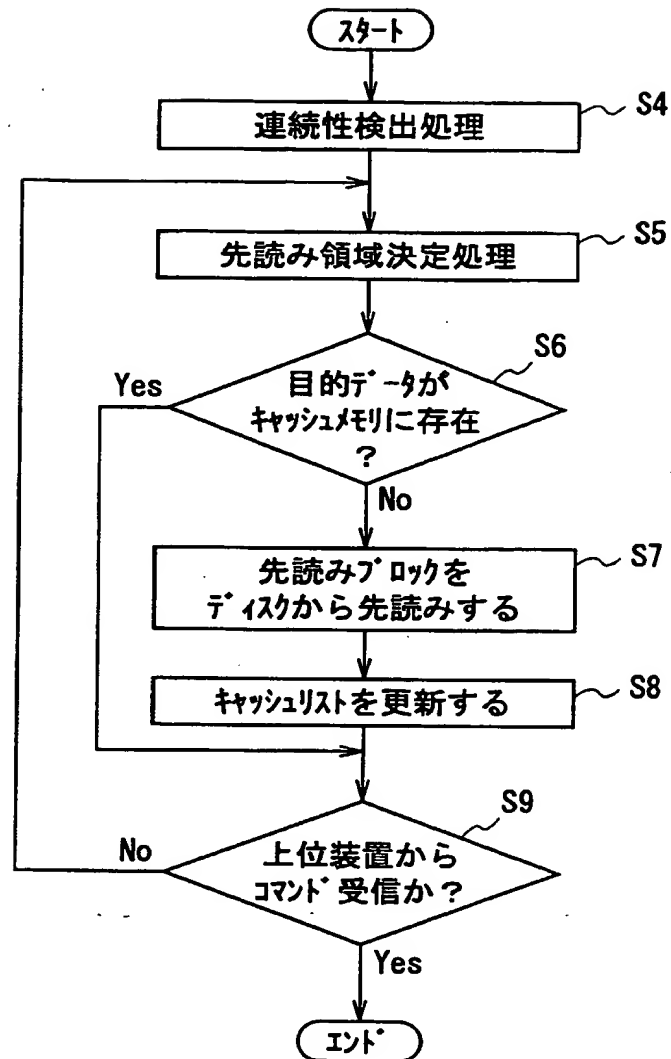 スタート
連続性検出処理
S4
先読み領域決定処理
S5
S6
Yes
目的データが
キャッシュメモリに存在
?
No
先読みブロックを
ディスクから先読みする
S7
キャッシュリストを更新する
S8
S9
No
上位装置から
コマンド受信か?
Yes
エンド